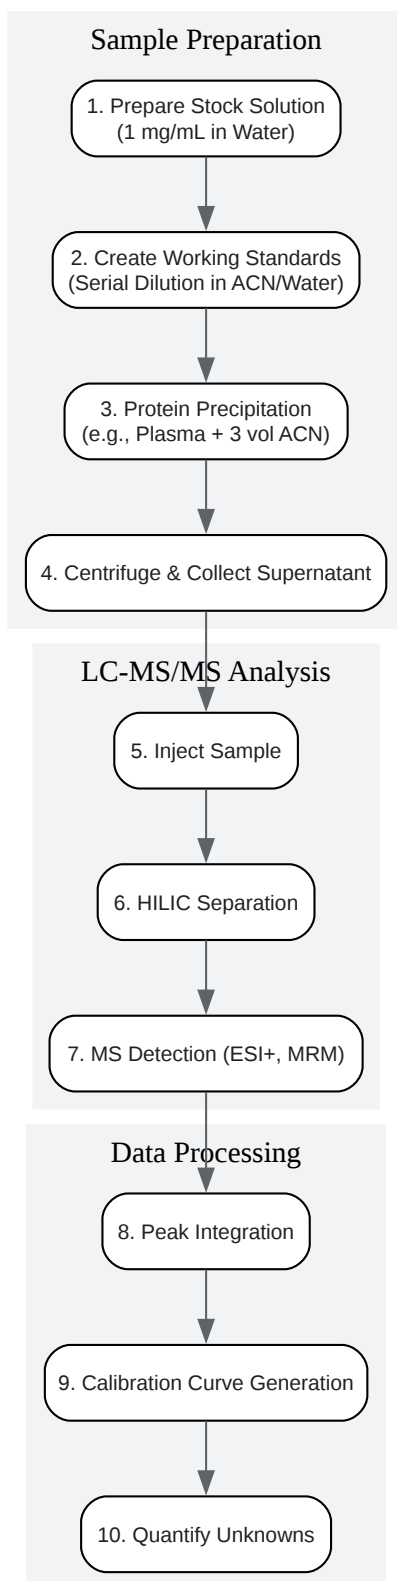 Sample Preparation
1. Prepare Stock Solution
(1 mg/mL in Water)
2. Create Working Standards
(Serial Dilution in ACN/Water)
3. Protein Precipitation
(e.g., Plasma + 3 vol ACN)
4. Centrifuge & Collect Supernatant
LC-MS/MS Analysis
5. Inject Sample
6. HILIC Separation
7. MS Detection (ESI+, MRM)
Data Processing
8. Peak Integration
9. Calibration Curve Generation
10. Quantify Unknowns